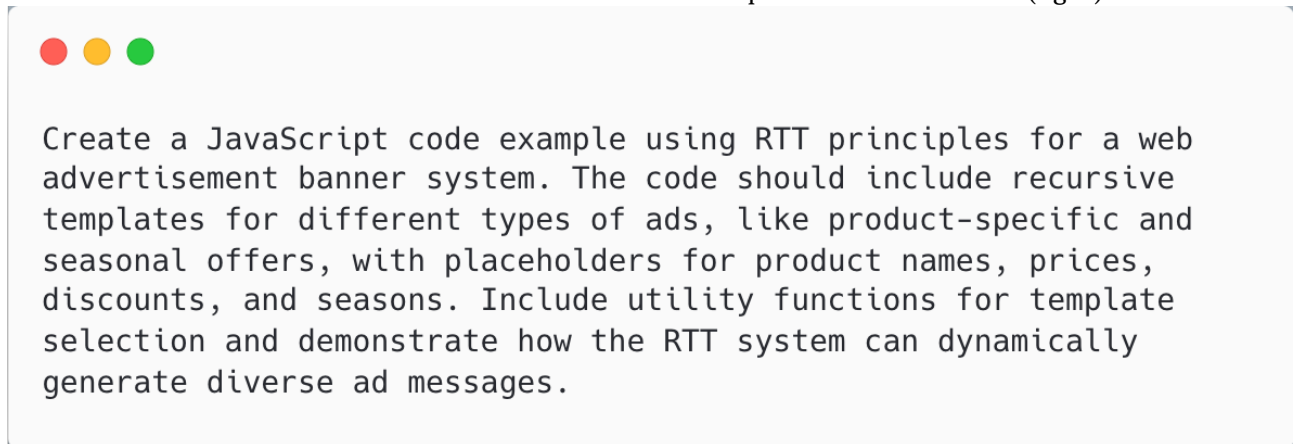 Create a JavaScript code example using RTT principles for a web
advertisement banner system. The code should include recursive
templates for different types of ads, like product-specific and
seasonal offers, with placeholders for product names, prices,
discounts, and seasons. Include utility functions for template
selection and demonstrate how the RTT system can dynamically
generate diverse ad messages.